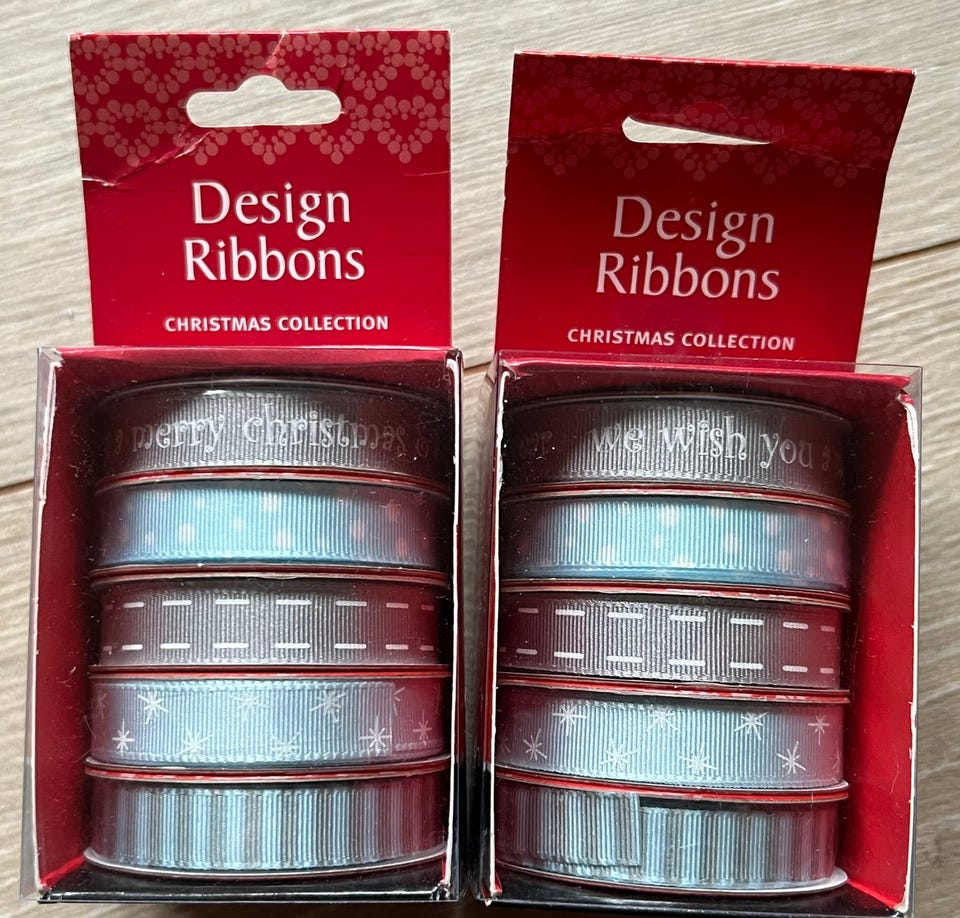 Design
Ribbons
CHRISTMAS COLLECTION
merry christmas
Design
Ribbons
CHRISTMAS COLLECTION
we wish you